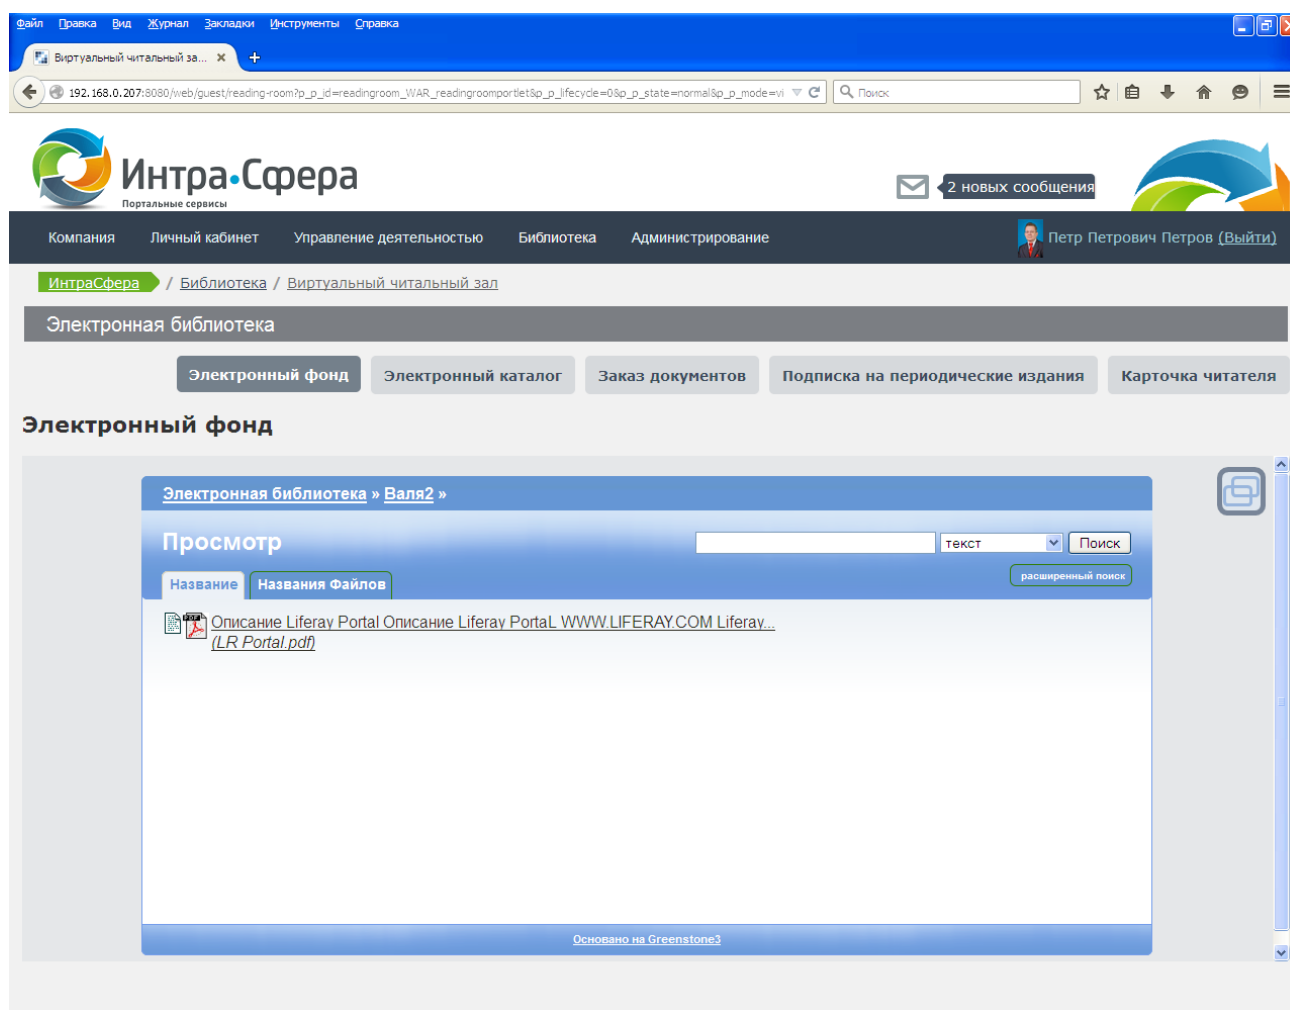 Файл Правка Вид Журнал Закладки Инструменты Справка
Виртуальный читальный за...
192.168.0.207:8080/web/guest/reading-room?p_p_id=readingroom_WAR_readingroomportlet&p_p_lifecycle=0&p_p_state=normal&p_p_mode=vi Поиск
Интра•Сфера
Портальные сервисы
2 новых сообщения
Компания Личный кабинет Управление деятельностью Библиотека Администрирование Петр Петрович Петров (Выйти)
ИнтраСфера / Библиотека / Виртуальный читальный зал
Электронная библиотека
Электронный фонд Электронный каталог Заказ документов Подписка на периодические издания Карточка читателя
Электронный фонд
Электронная библиотека » Валя2 »
Просмотр текст Поиск
расширенный поиск
Название Названия Файлов
Описание Liferay Portal Описание Liferay PortaL WWW.LIFERAY.COM Liferay...
(LR Portal.pdf)
Основано на Greenstone3